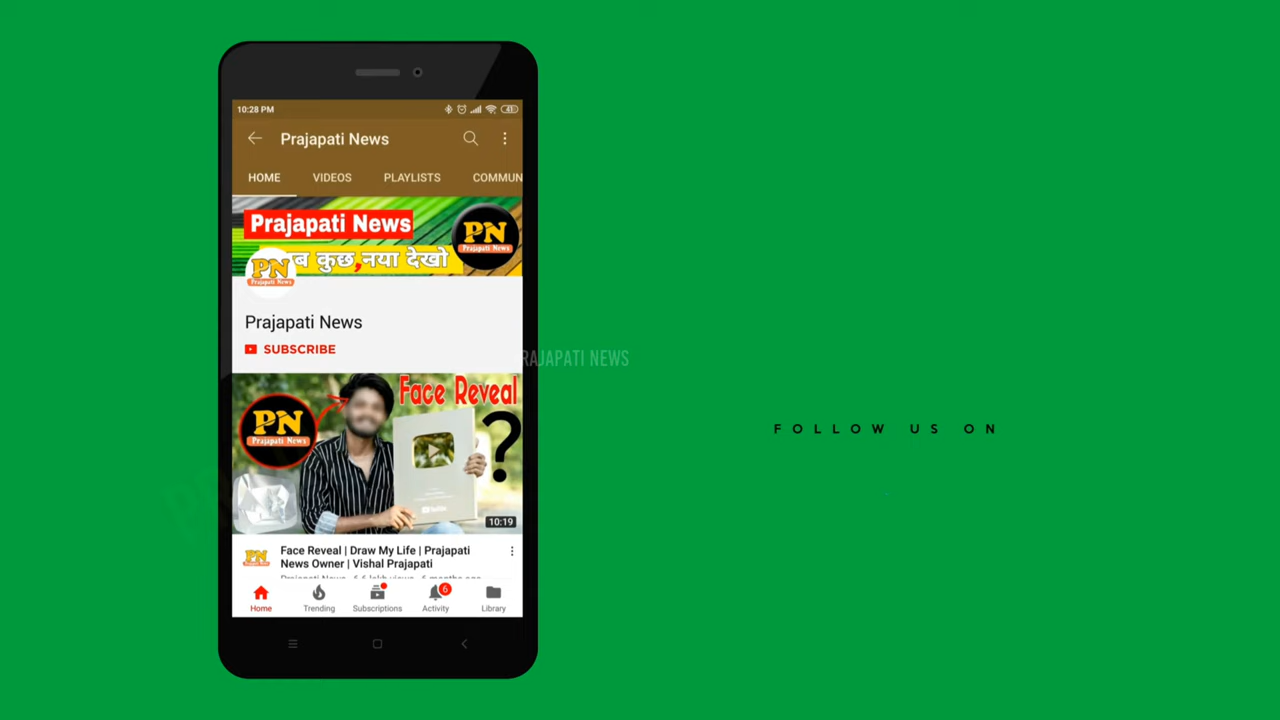 10:28 PM
41
Prajapati News
HOME VIDEOS PLAYLISTS COMMUN
Prajapati News
PN
Prajapati News
ब कुछ,नया देखो
PN
Prajapati News
Prajapati News
SUBSCRIBE
RAJAPATI NEWS
Face Reveal
PN
Prajapati News
?
FOLLOW US ON
10:19
PN
Face Reveal | Draw My Life | Prajapati
News Owner | Vishal Prajapati
6
Home Trending Subscriptions Activity Library